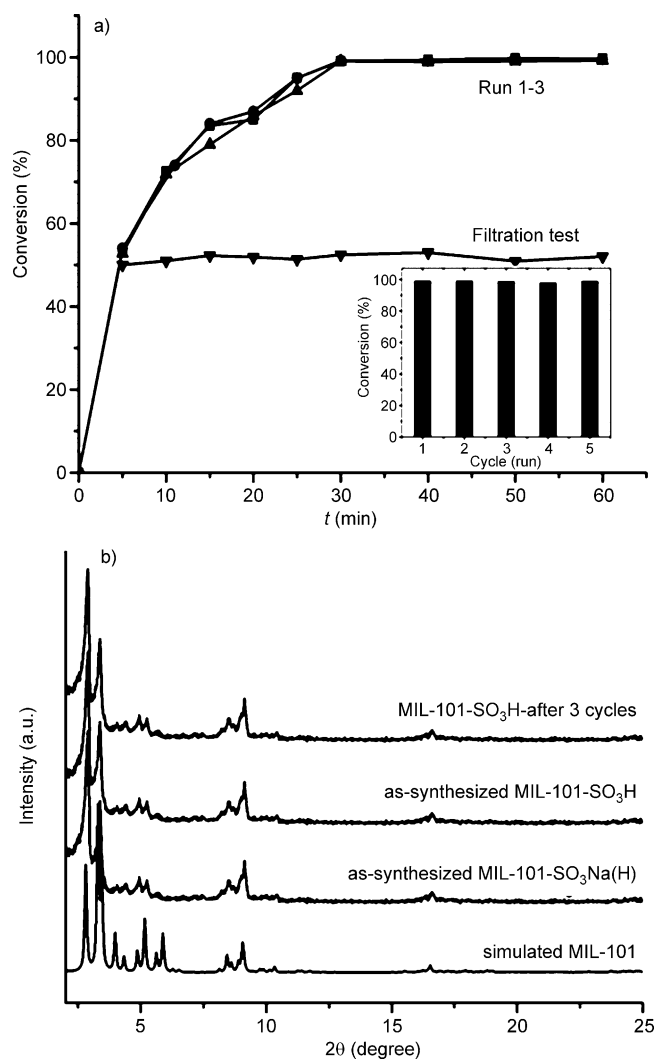 a)
Conversion (%)
100
80
60
40
20
0
Run 1-3
Filtration test
Conversion (%)
100
80
60
40
20
0
1 2 3 4 5
Cycle (run)
0 10 20 30 40 50 60
t (min)
b)
Intensity (a.u.)
MIL-101-SO₃H-after 3 cycles
as-synthesized MIL-101-SO₃H
as-synthesized MIL-101-SO₃Na(H)
simulated MIL-101
5 10 15 20 25
2θ (degree)